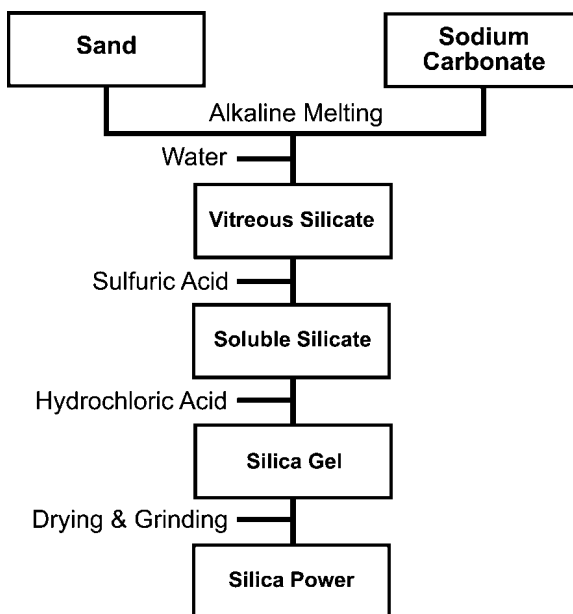 Sand
Sodium
Carbonate
Alkaline Melting
Water
Vitreous Silicate
Sulfuric Acid
Soluble Silicate
Hydrochloric Acid
Silica Gel
Drying & Grinding
Silica Power